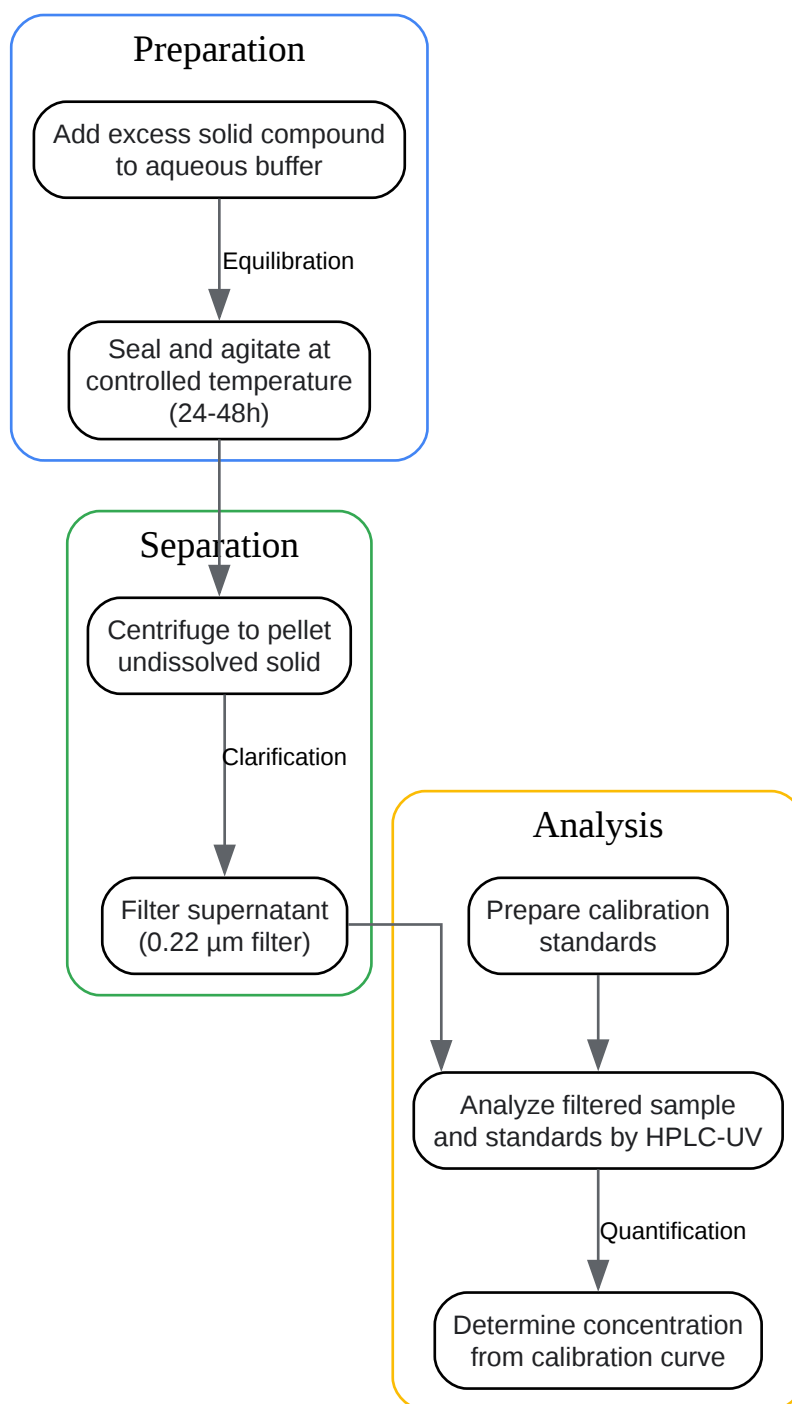 Preparation
Add excess solid compound
to aqueous buffer
Equilibration
Seal and agitate at
controlled temperature
(24-48h)
Separation
Centrifuge to pellet
undissolved solid
Clarification
Filter supernatant
(0.22 µm filter)
Analysis
Prepare calibration
standards
Analyze filtered sample
and standards by HPLC-UV
Quantification
Determine concentration
from calibration curve